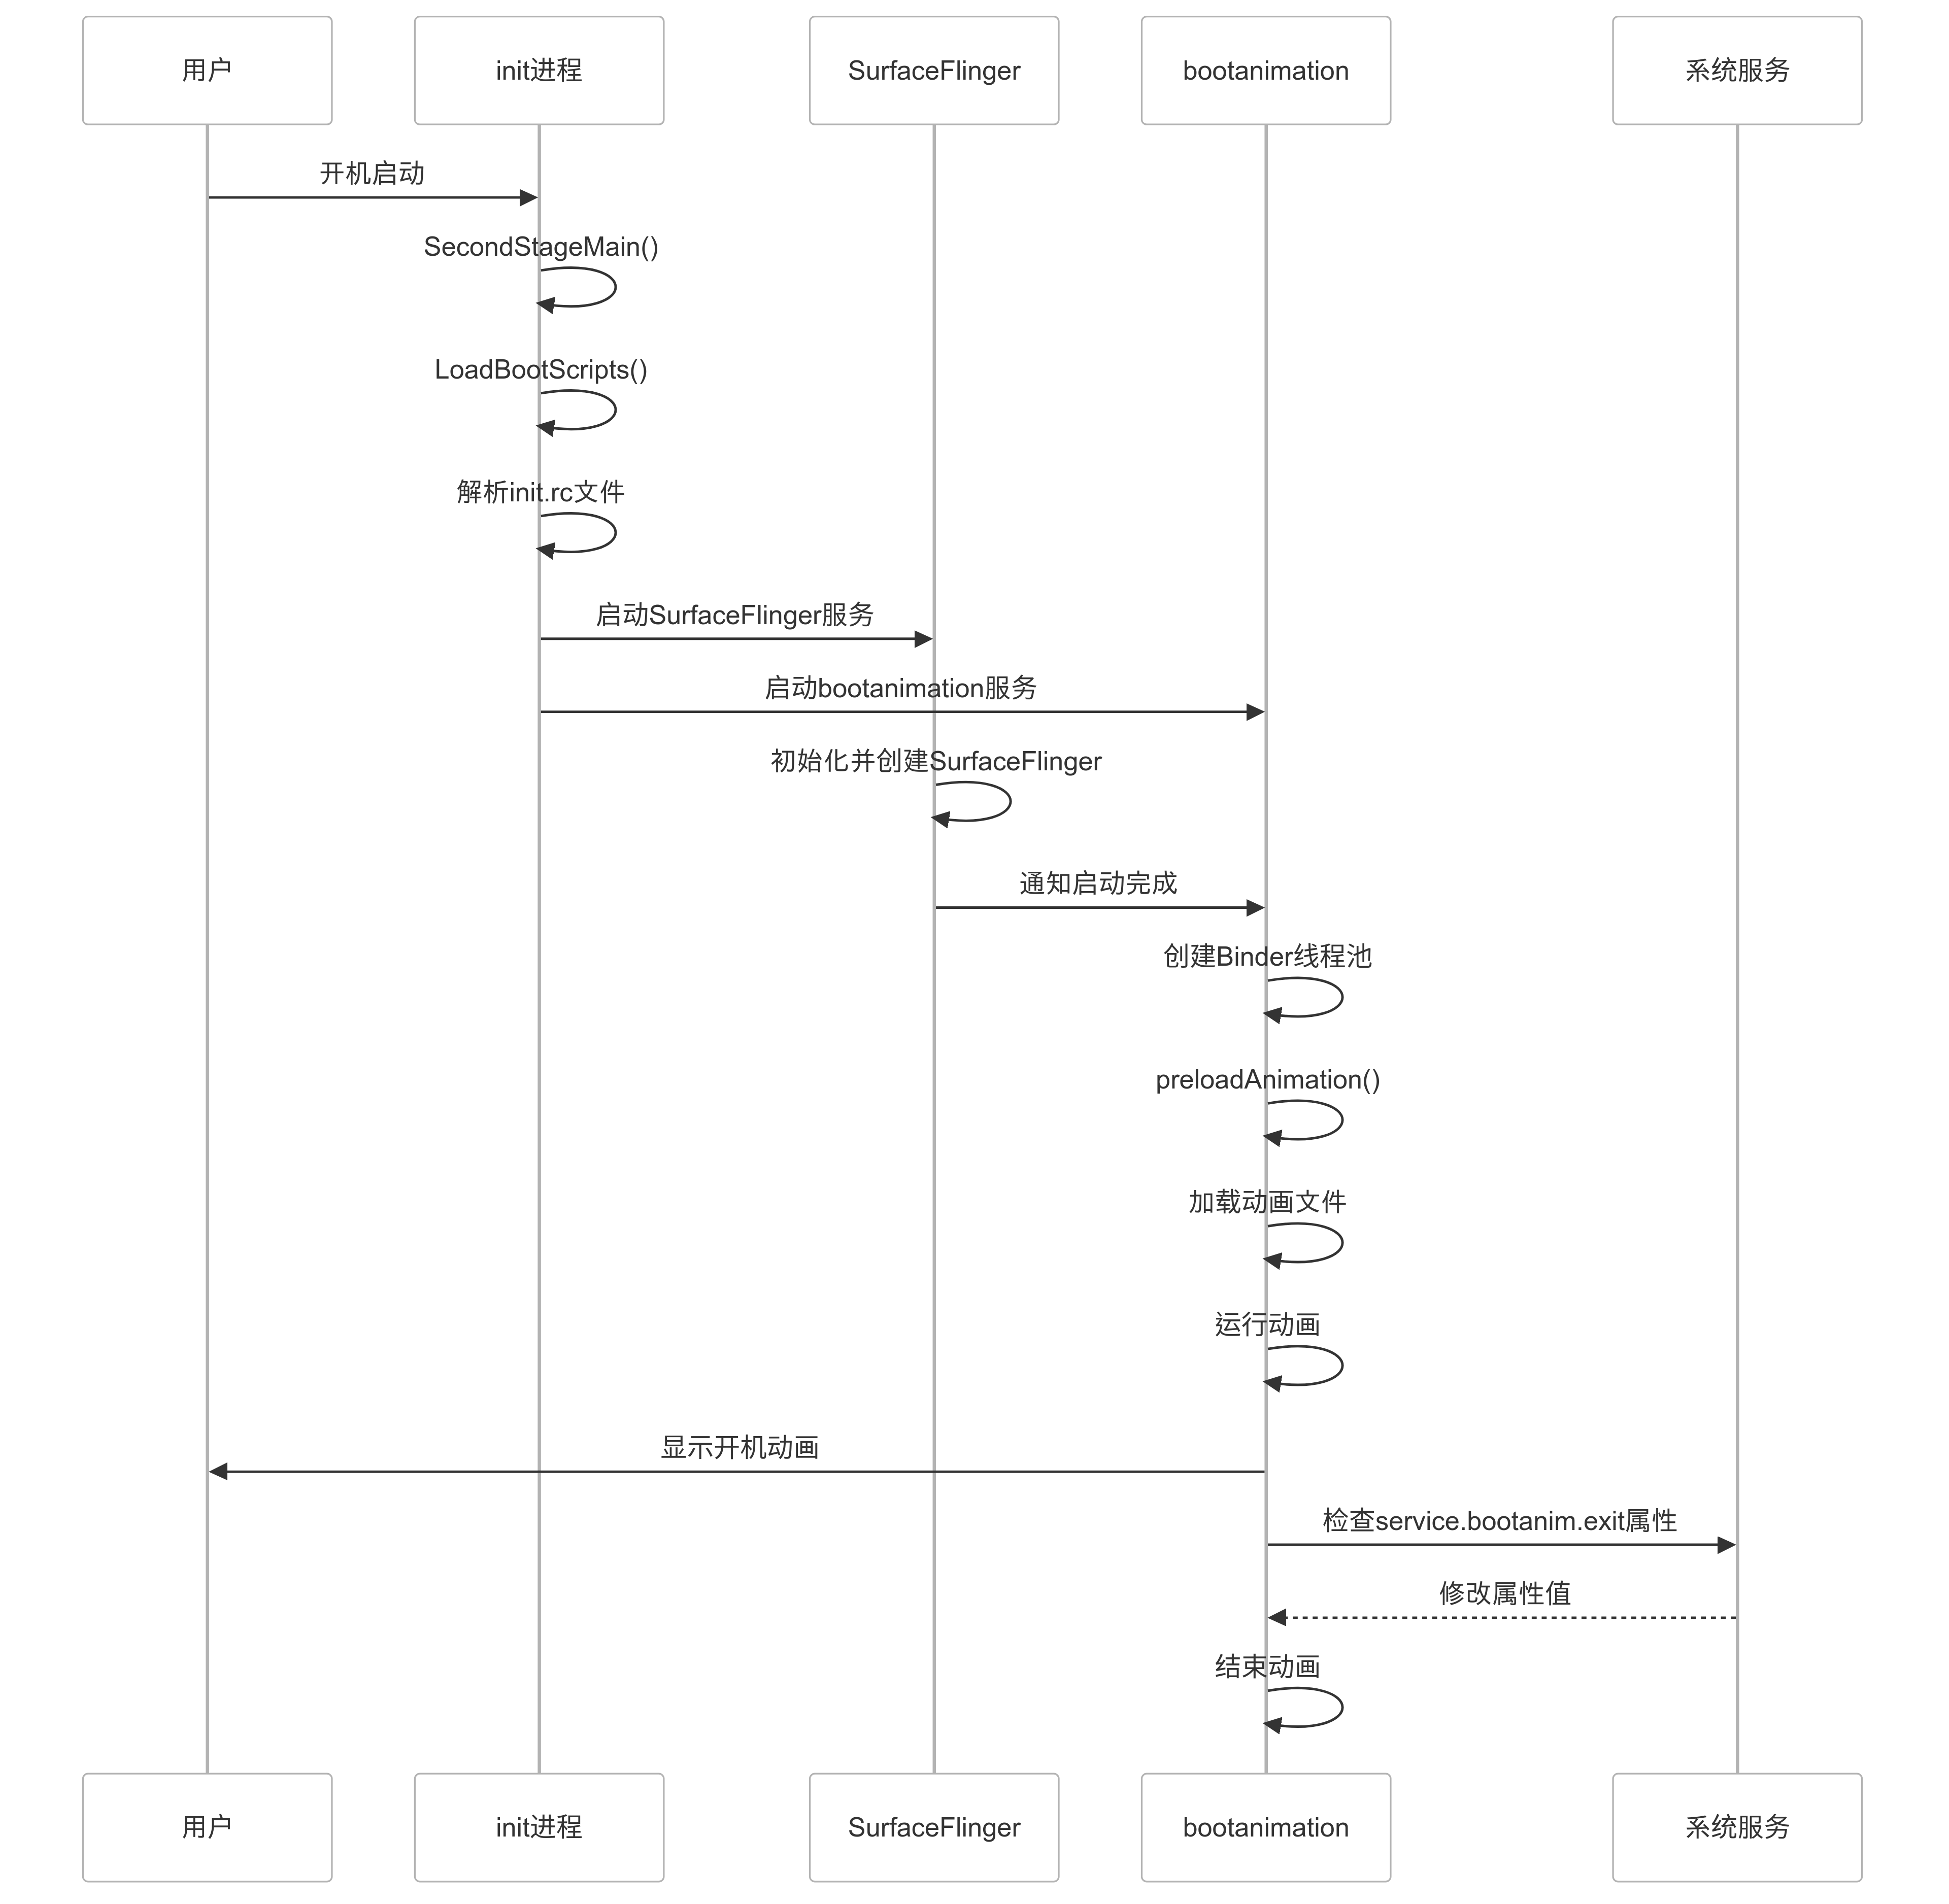 用户
init进程
SurfaceFlinger
bootanimation
系统服务
开机启动
SecondStageMain()
LoadBootScripts()
解析init.rc文件
启动SurfaceFlinger服务
启动bootanimation服务
初始化并创建SurfaceFlinger
通知启动完成
创建Binder线程池
preloadAnimation()
加载动画文件
运行动画
显示开机动画
检查service.bootanim.exit属性
修改属性值
结束动画
用户
init进程
SurfaceFlinger
bootanimation
系统服务